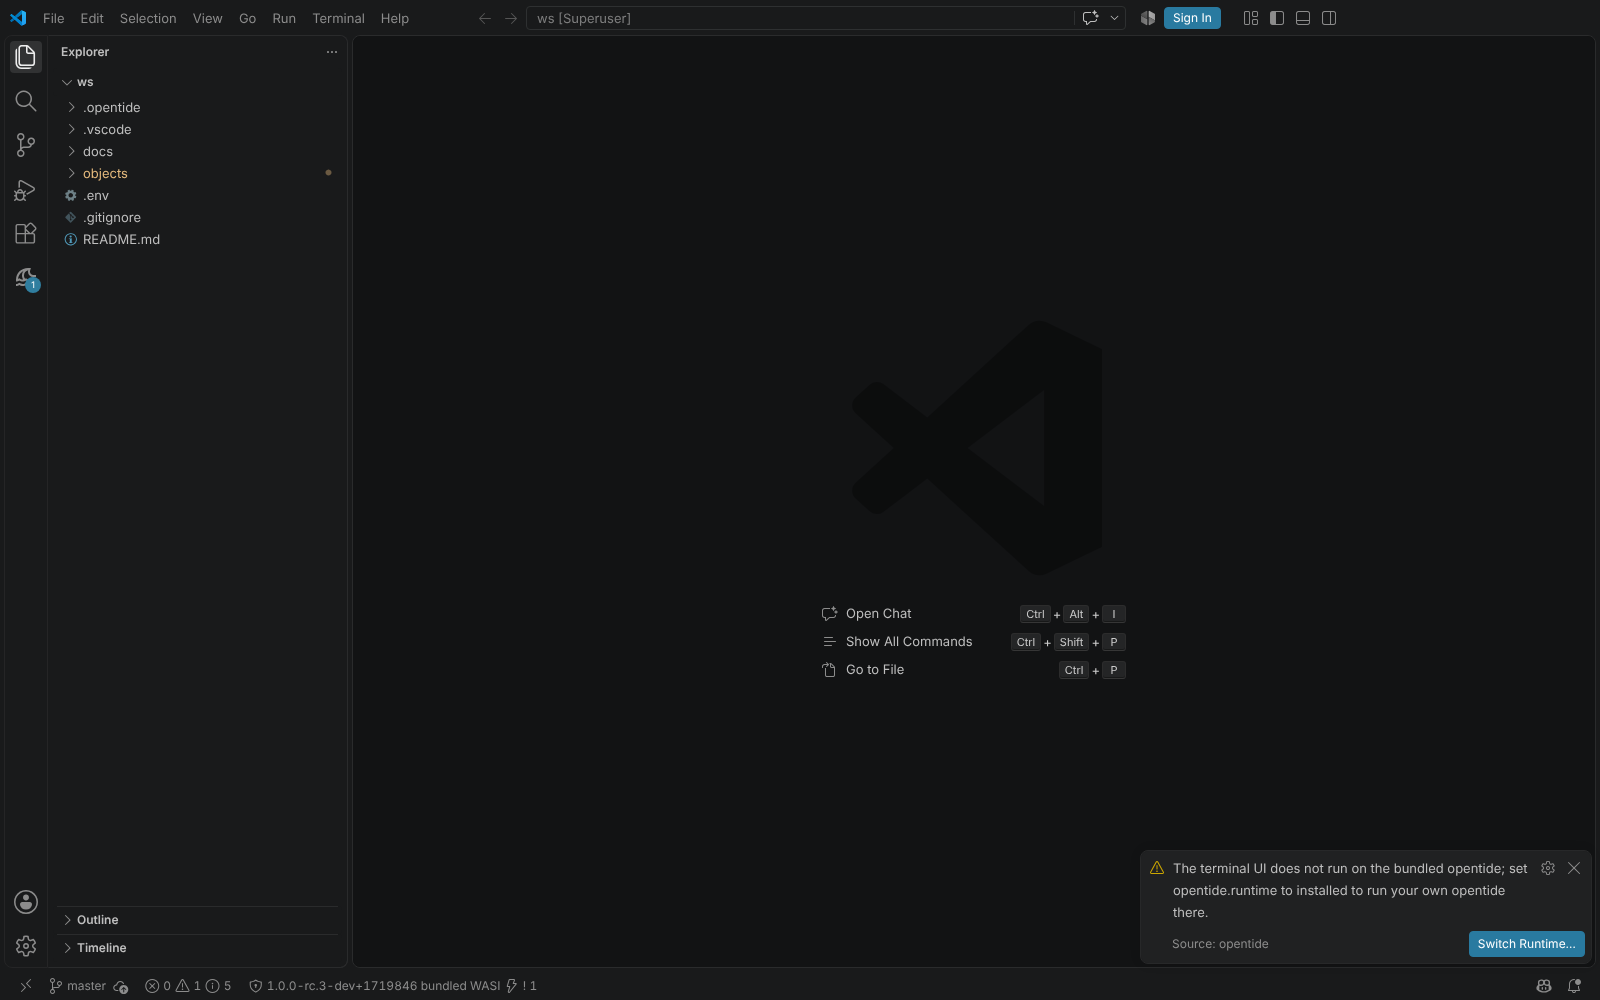 File Edit Selection View Go Run Terminal Help
ws [Superuser]
Sign In
Explorer
ws
.opentide
.vscode
docs
objects
.env
.gitignore
README.md
1
Open Chat Ctrl + Alt + I
Show All Commands Ctrl + Shift + P
Go to File Ctrl + P
Outline
Timeline
The terminal UI does not run on the bundled opentide; set
opentide.runtime to installed to run your own opentide
there.
Source: opentide
Switch Runtime...
master 0 1 5 1.0.0-rc.3-dev+1719846 bundled WASI ! 1